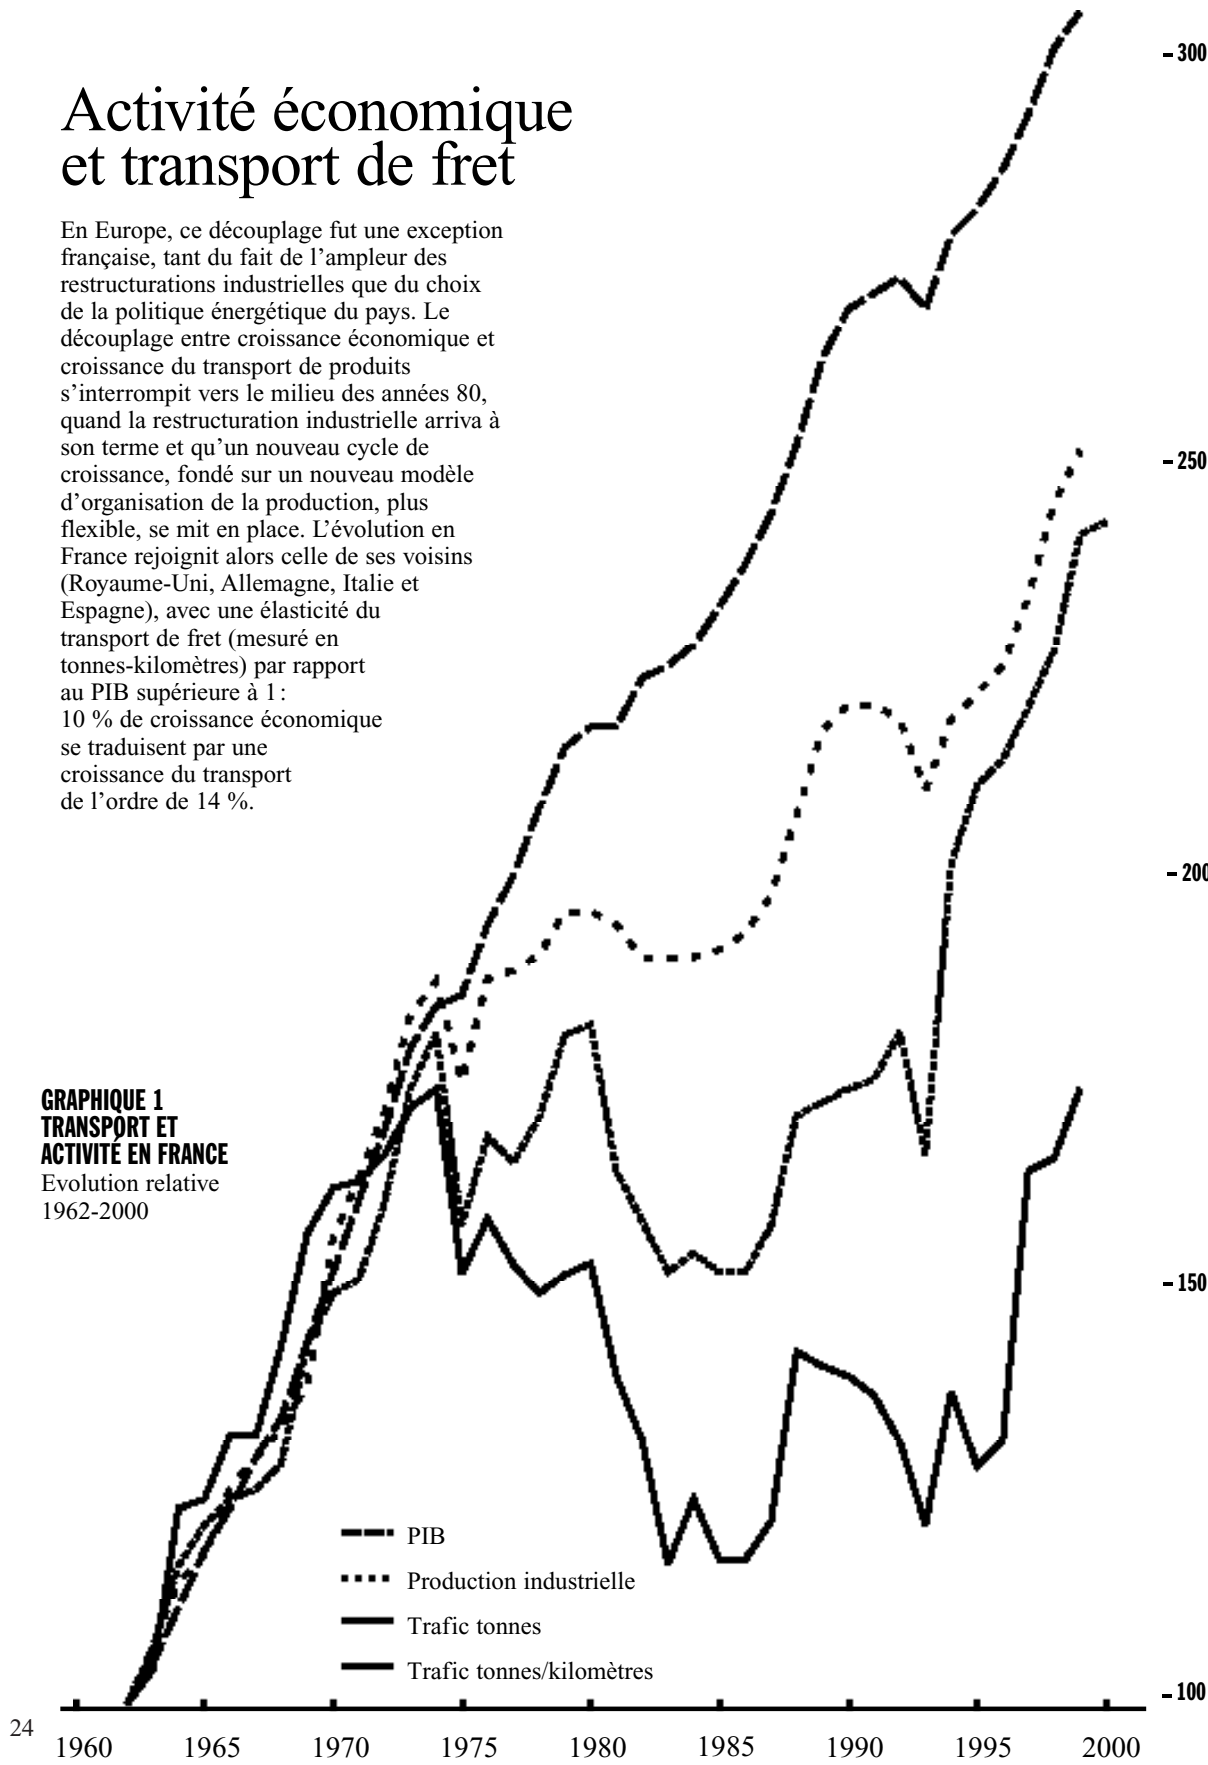 Activité économique
et transport de fret
En Europe, ce découplage fut une exception
française, tant du fait de l’ampleur des
restructurations industrielles que du choix
de la politique énergétique du pays. Le
découplage entre croissance économique et
croissance du transport de produits
s’interrompit vers le milieu des années 80,
quand la restructuration industrielle arriva à
son terme et qu’un nouveau cycle de
croissance, fondé sur un nouveau modèle
d’organisation de la production, plus
flexible, se mit en place. L’évolution en
France rejoignit alors celle de ses voisins
(Royaume-Uni, Allemagne, Italie et
Espagne), avec une élasticité du
transport de fret (mesuré en
tonnes-kilomètres) par rapport
au PIB supérieure à 1 :
10 % de croissance économique
se traduisent par une
croissance du transport
de l’ordre de 14 %.
GRAPHIQUE 1
TRANSPORT ET
ACTIVITÉ EN FRANCE
Evolution relative
1962-2000
300
250
200
150
100
PIB
Production industrielle
Trafic tonnes
Trafic tonnes/kilomètres
24
1960 1965 1970 1975 1980 1985 1990 1995 2000